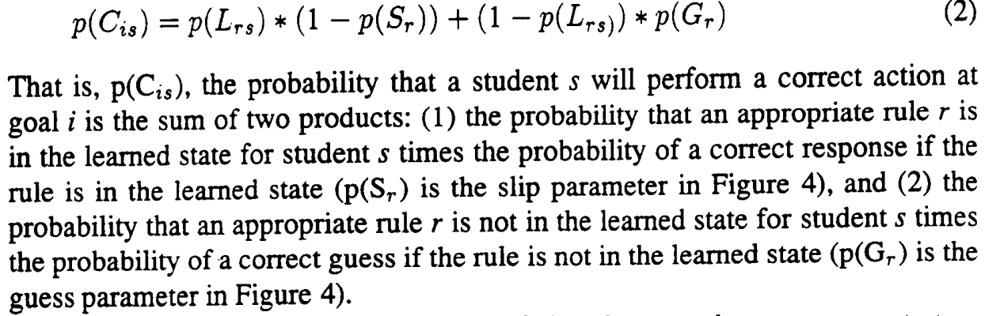 p(C_{is}) = p(L_{rs}) * (1 − p(S_r)) + (1 − p(L_{rs)}) * p(G_r) (2)
That is, p(C_{is}), the probability that a student s will perform a correct action at
goal i is the sum of two products: (1) the probability that an appropriate rule r is
in the learned state for student s times the probability of a correct response if the
rule is in the learned state (p(S_r) is the slip parameter in Figure 4), and (2) the
probability that an appropriate rule r is not in the learned state for student s times
the probability of a correct guess if the rule is not in the learned state (p(G_r) is the
guess parameter in Figure 4).